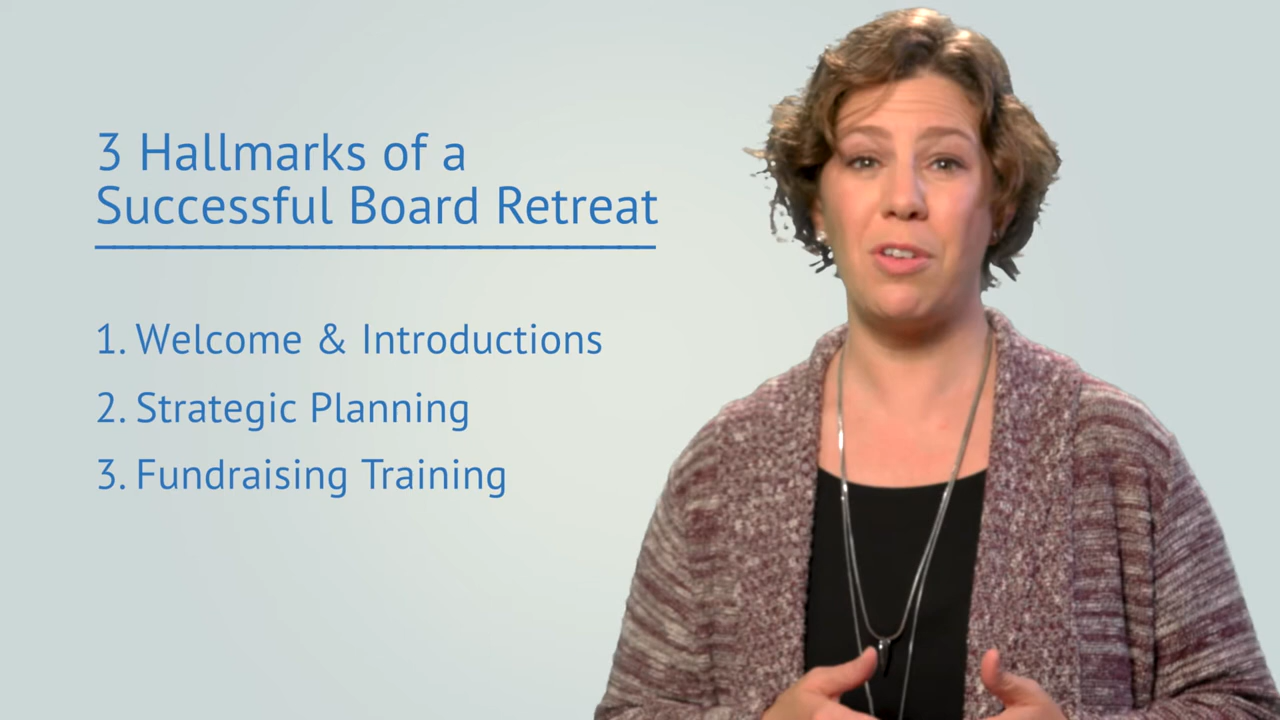 3 Hallmarks of a
Successful Board Retreat
1. Welcome & Introductions
2. Strategic Planning
3. Fundraising Training